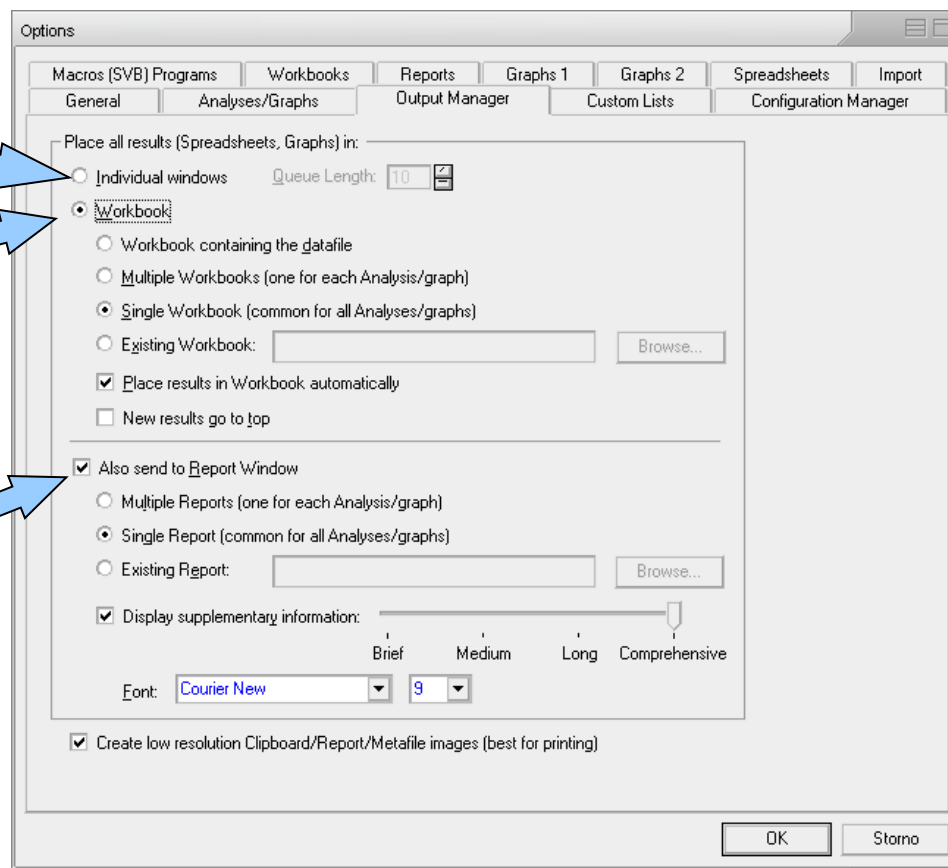 Options
Macros (SVB) Programs Workbooks Reports Graphs 1 Graphs 2 Spreadsheets Import
General Analyses/Graphs Output Manager Custom Lists Configuration Manager
Place all results (Spreadsheets, Graphs) in:
Individual windows Queue Length: 10
Workbook
Workbook containing the datafile
Multiple Workbooks (one for each Analysis/graph)
Single Workbook (common for all Analyses/graphs)
Existing Workbook: Browse...
Place results in Workbook automatically
New results go to top
Also send to Report Window
Multiple Reports (one for each Analysis/graph)
Single Report (common for all Analyses/graphs)
Existing Report: Browse...
Display supplementary information:
Brief Medium Long Comprehensive
Font: Courier New 9
Create low resolution Clipboard/Report/Metafile images (best for printing)
OK Storno